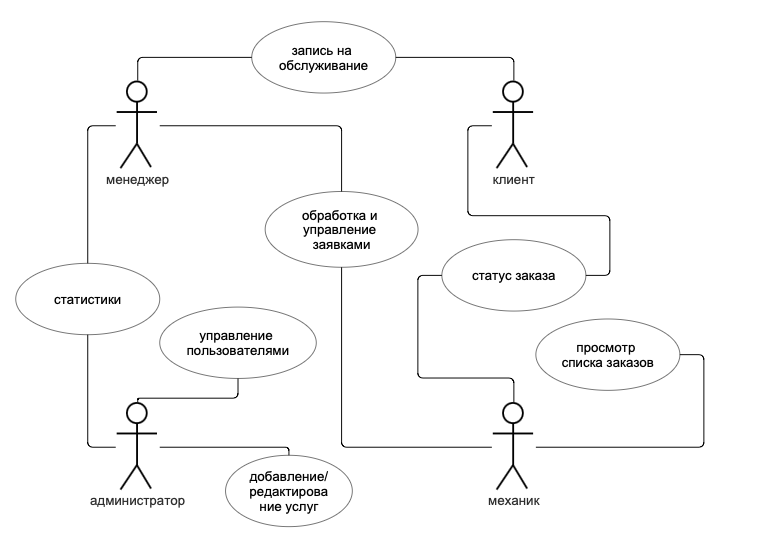 запись на
обслуживание
менеджер
клиент
обработка и
управление
заявками
статус заказа
статистики
управление
пользователями
просмотр
списка заказов
добавление/
редактирова
ние услуг
администратор
механик